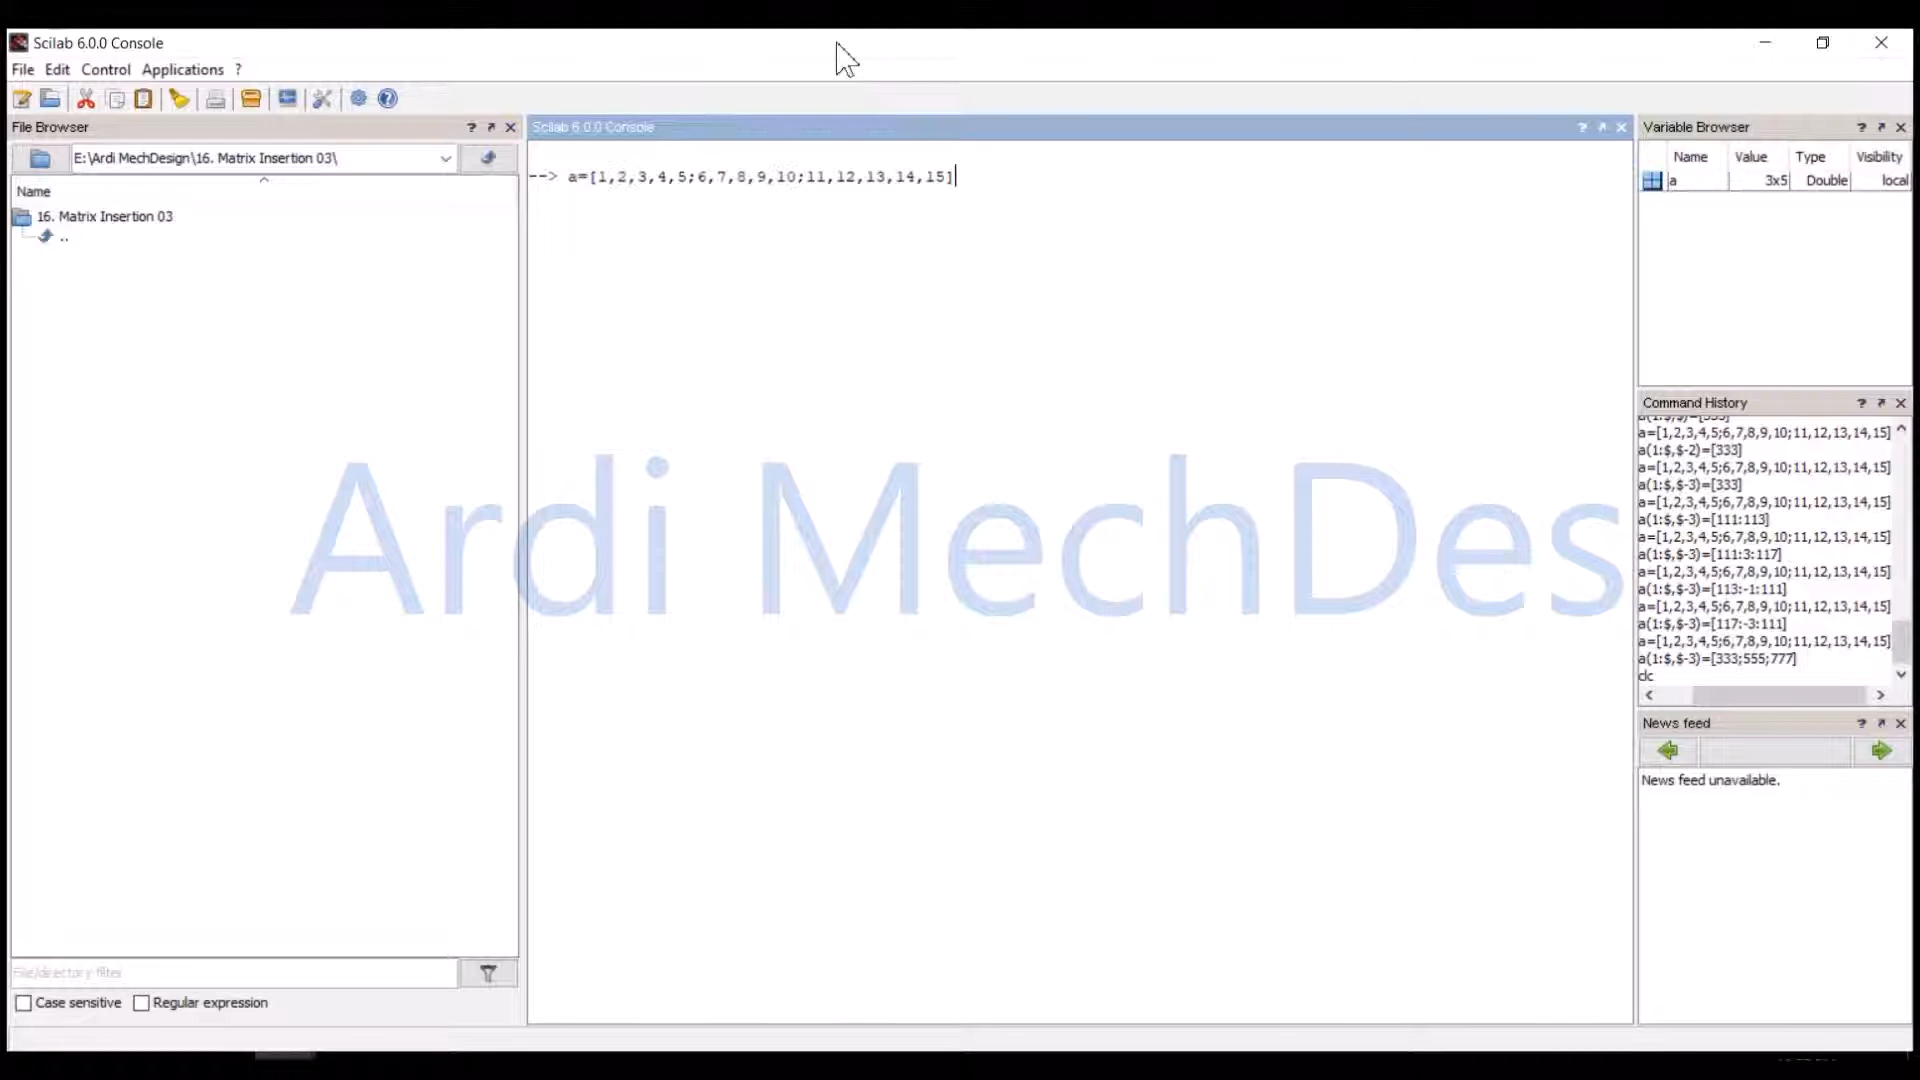 Scilab 6.0.0 Console
File Edit Control Applications ?
File Browser ? 
E:\Ardi MechDesign\16. Matrix Insertion 03\
Name
16. Matrix Insertion 03
..
File/directory filter
Case sensitive Regular expression
Scilab 6.0.0 Console ?
--> a=[1,2,3,4,5;6,7,8,9,10;11,12,13,14,15]
Ardi MechDes
Variable Browser ?
Name Value Type Visibility
a 3x5 Double local
Command History ?
a(1:$,$)=[333]
a=[1,2,3,4,5;6,7,8,9,10;11,12,13,14,15]
a(1:$,$-2)=[333]
a=[1,2,3,4,5;6,7,8,9,10;11,12,13,14,15]
a(1:$,$-3)=[333]
a=[1,2,3,4,5;6,7,8,9,10;11,12,13,14,15]
a(1:$,$-3)=[111:113]
a=[1,2,3,4,5;6,7,8,9,10;11,12,13,14,15]
a(1:$,$-3)=[111:3:117]
a=[1,2,3,4,5;6,7,8,9,10;11,12,13,14,15]
a(1:$,$-3)=[113:-1:111]
a=[1,2,3,4,5;6,7,8,9,10;11,12,13,14,15]
a(1:$,$-3)=[117:-3:111]
a=[1,2,3,4,5;6,7,8,9,10;11,12,13,14,15]
a(1:$,$-3)=[333;555;777]
clc
News feed ?
News feed unavailable.